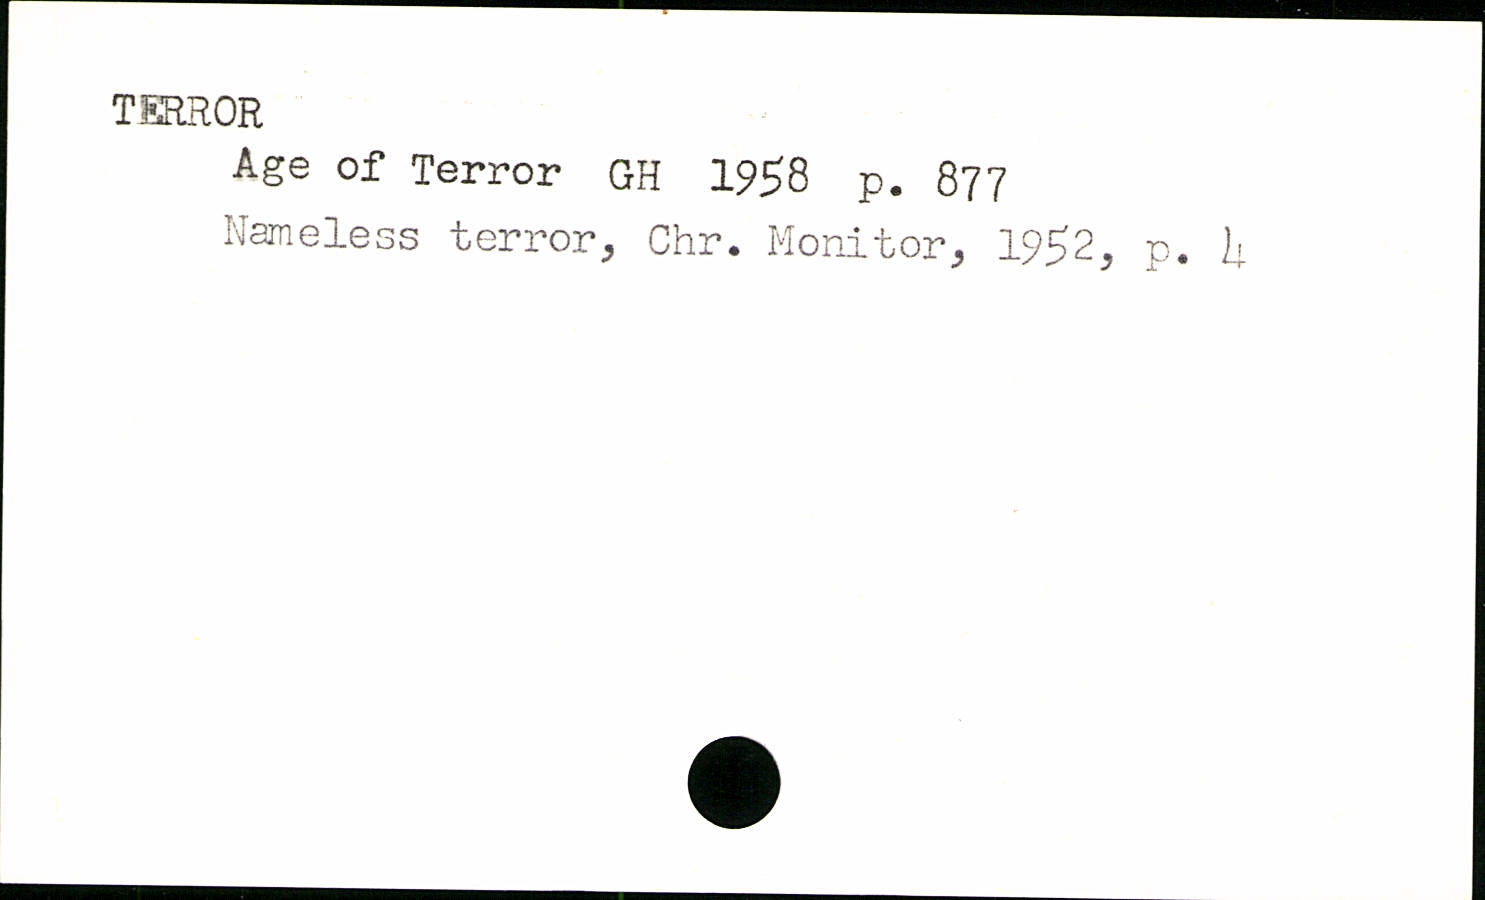 TERROR
Age of Terror GH 1958 p. 877
Nameless terror, Chr. Monitor, 1952, p. 4